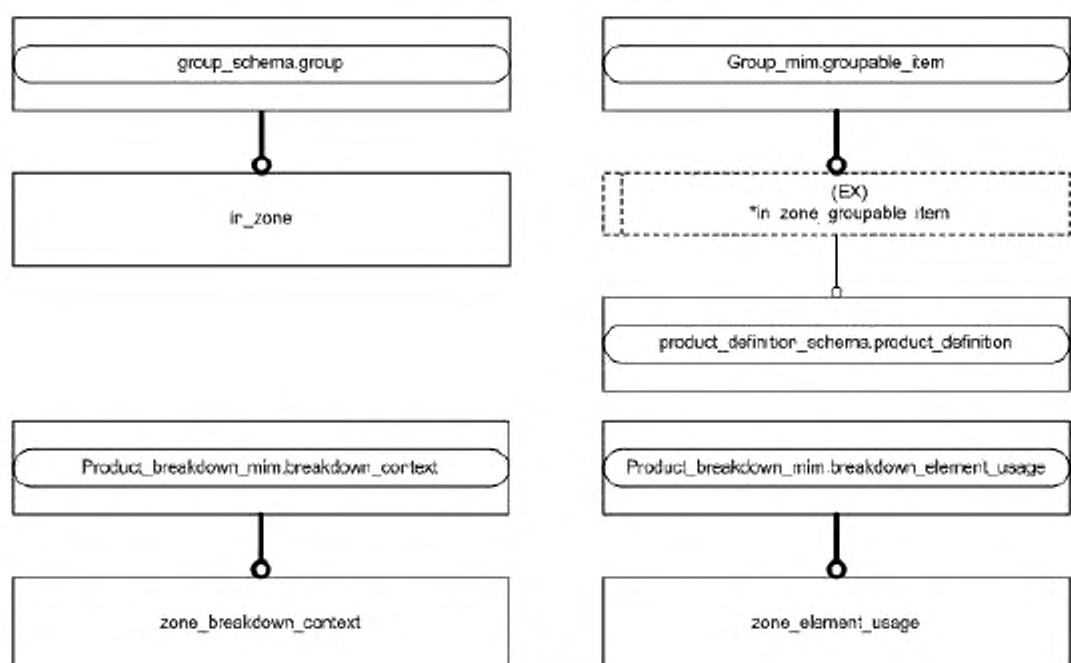 group_schema.group
Group_mim.groupable_item
in_zone
(EX)
*in_zone_groupable_item
product_definition_schema.product_definition
Product_breakdown_mim.breakdown_context
Product_breakdown_mim.breakdown_element_usage
zone_breakdown_context
zone_element_usage